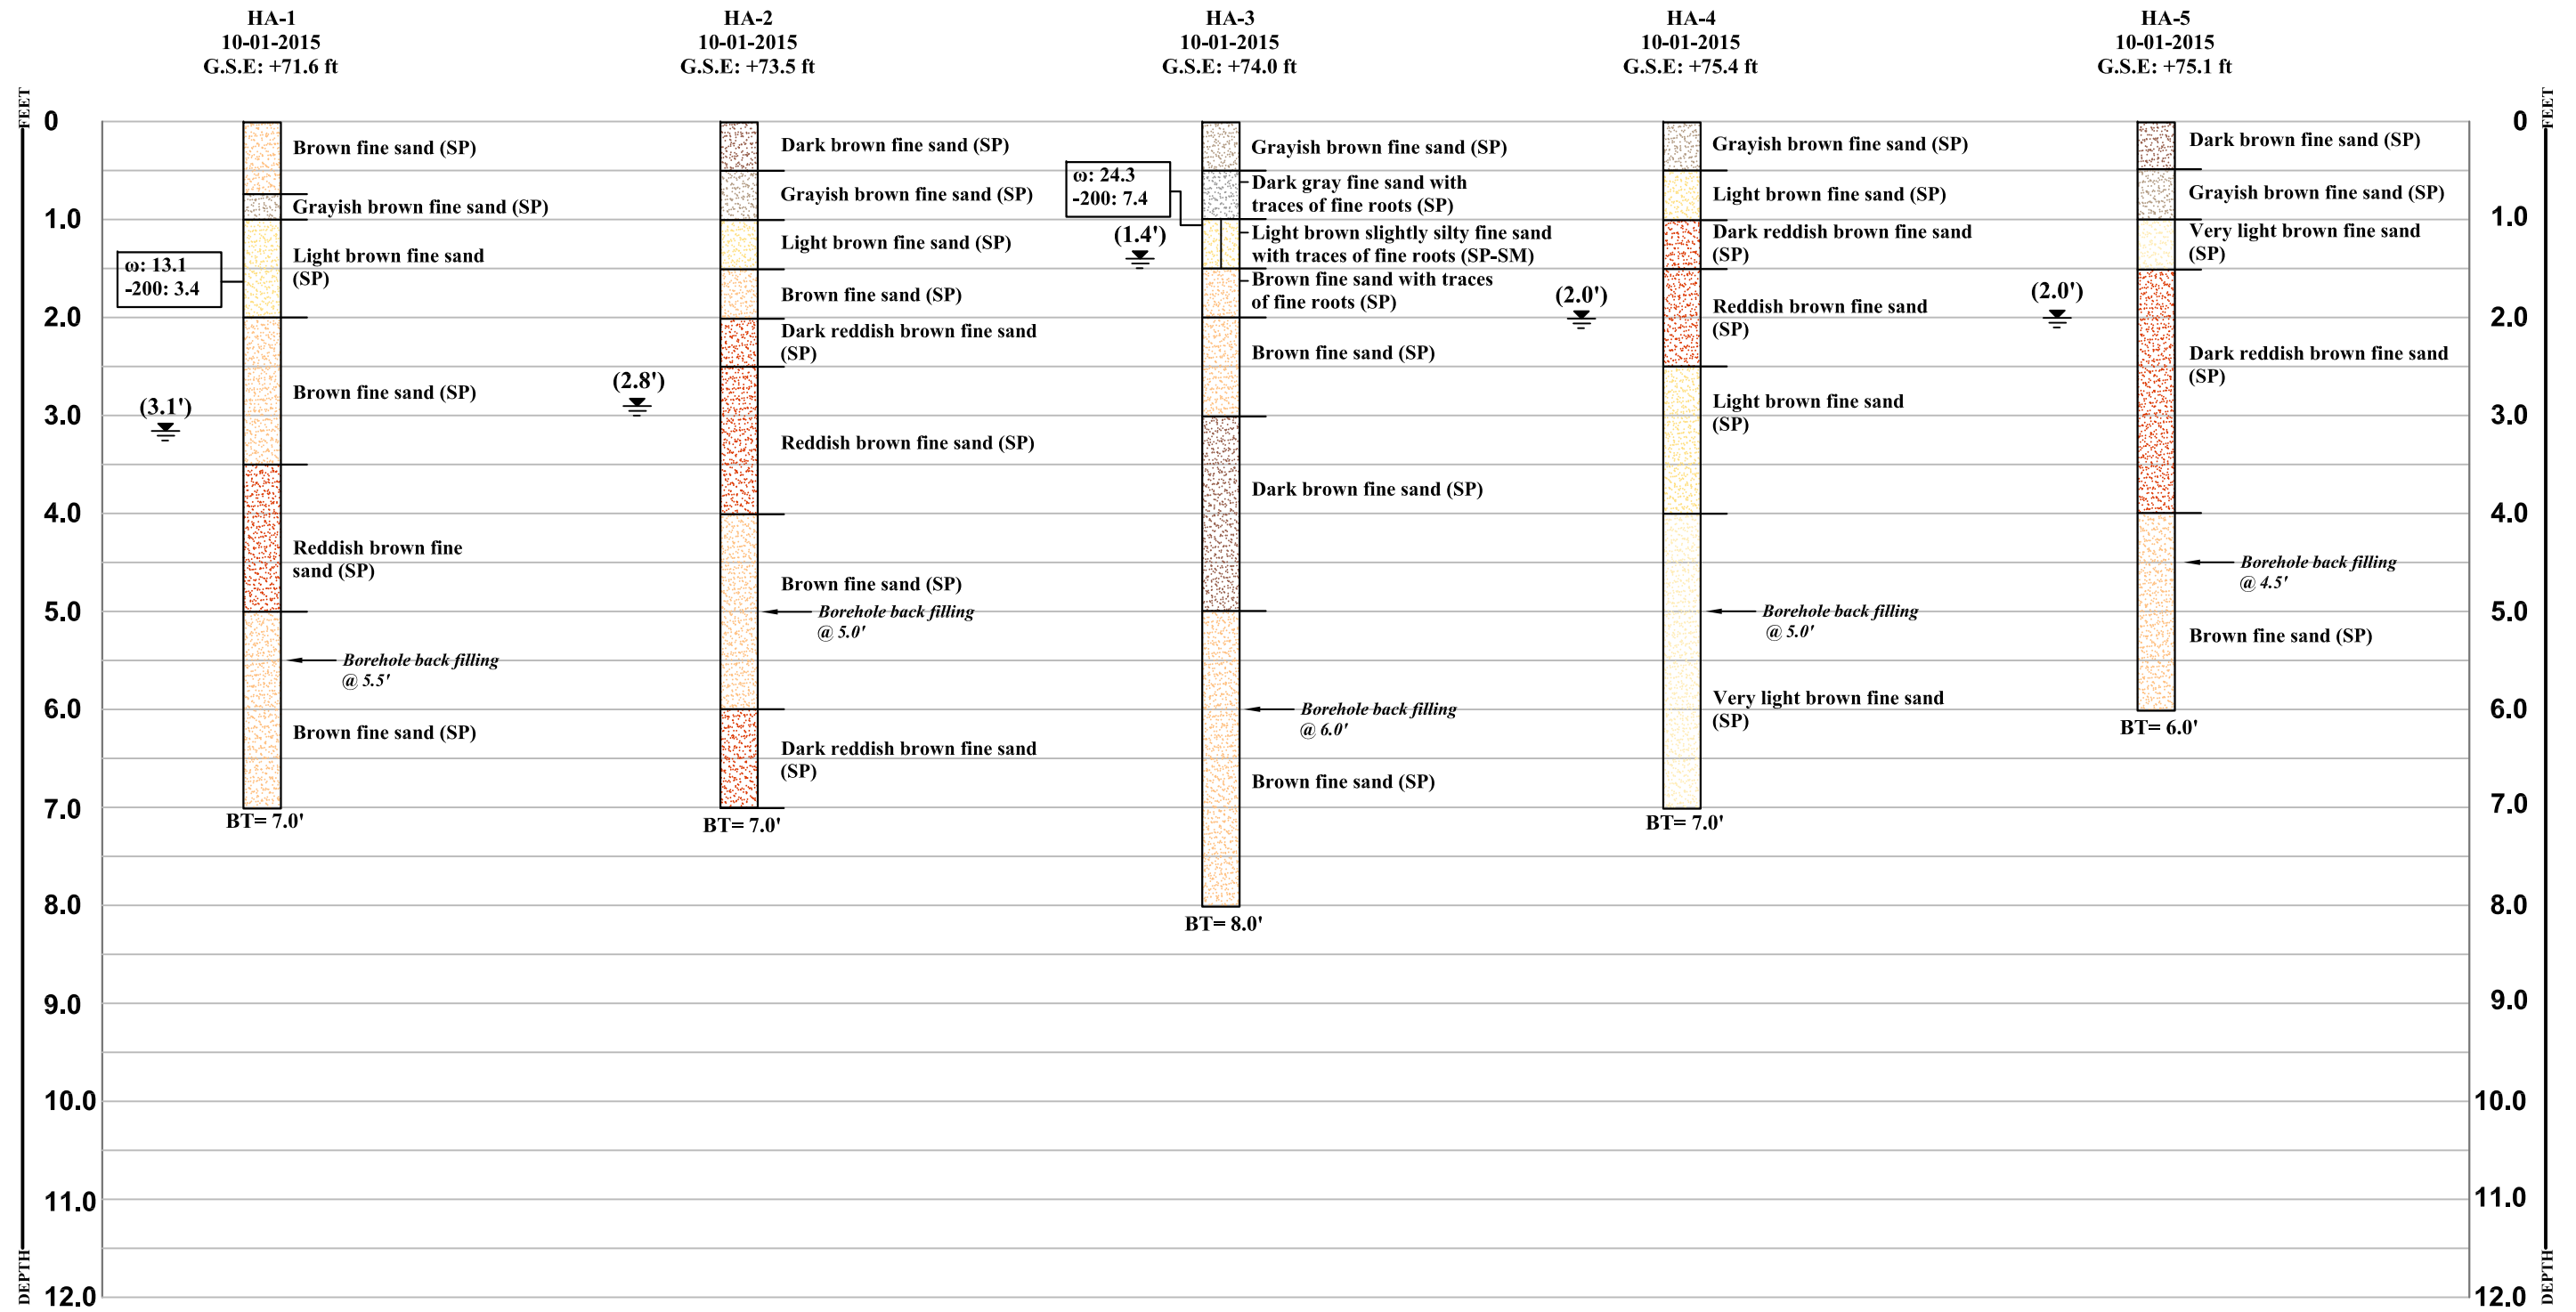 HA-1
10-01-2015
G.S.E: +71.6 ft
HA-2
10-01-2015
G.S.E: +73.5 ft
HA-3
10-01-2015
G.S.E: +74.0 ft
HA-4
10-01-2015
G.S.E: +75.4 ft
HA-5
10-01-2015
G.S.E: +75.1 ft
FEET
DEPTH
0
1.0
2.0
3.0
4.0
5.0
6.0
7.0
8.0
9.0
10.0
11.0
12.0
Brown fine sand (SP)
Grayish brown fine sand (SP)
Light brown fine sand
(SP)
ω: 13.1
-200: 3.4
Brown fine sand (SP)
(3.1')
Reddish brown fine
sand (SP)
Borehole back filling
@ 5.5'
Brown fine sand (SP)
BT= 7.0'
Dark brown fine sand (SP)
Grayish brown fine sand (SP)
Light brown fine sand (SP)
Brown fine sand (SP)
Dark reddish brown fine sand
(SP)
(2.8')
Reddish brown fine sand (SP)
Brown fine sand (SP)
Borehole back filling
@ 5.0'
Dark reddish brown fine sand
(SP)
BT= 7.0'
Grayish brown fine sand (SP)
ω: 24.3
-200: 7.4
Dark gray fine sand with
traces of fine roots (SP)
(1.4')
Light brown slightly silty fine sand
with traces of fine roots (SP-SM)
Brown fine sand with traces
of fine roots (SP)
Brown fine sand (SP)
Dark brown fine sand (SP)
Borehole back filling
@ 6.0'
Brown fine sand (SP)
BT= 8.0'
Grayish brown fine sand (SP)
Light brown fine sand (SP)
Dark reddish brown fine sand
(SP)
(2.0')
Reddish brown fine sand
(SP)
Light brown fine sand
(SP)
Borehole back filling
@ 5.0'
Very light brown fine sand
(SP)
BT= 7.0'
Dark brown fine sand (SP)
Grayish brown fine sand (SP)
Very light brown fine sand
(SP)
(2.0')
Dark reddish brown fine sand
(SP)
Borehole back filling
@ 4.5'
Brown fine sand (SP)
BT= 6.0'
FEET
DEPTH
0
1.0
2.0
3.0
4.0
5.0
6.0
7.0
8.0
9.0
10.0
11.0
12.0